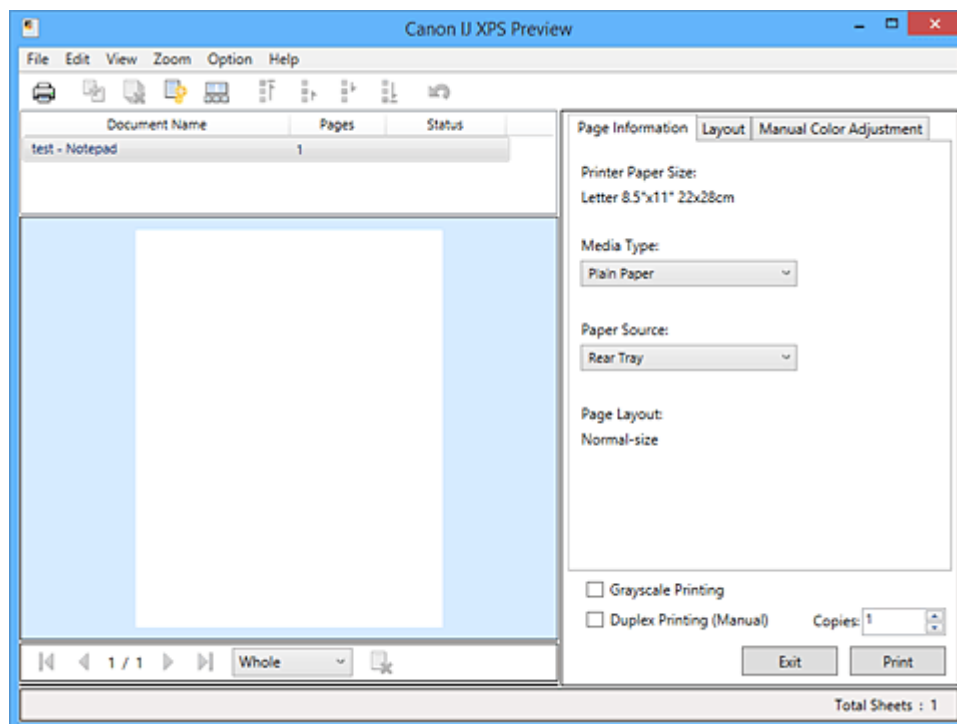 Canon IJ XPS Preview
File Edit View Zoom Option Help
Document Name Pages Status
test - Notepad 1
Page Information Layout Manual Color Adjustment
Printer Paper Size:
Letter 8.5"x11" 22x28cm
Media Type:
Plain Paper
Paper Source:
Rear Tray
Page Layout:
Normal-size
Grayscale Printing
Duplex Printing (Manual) Copies: 1
1 / 1 Whole
Exit Print
Total Sheets : 1